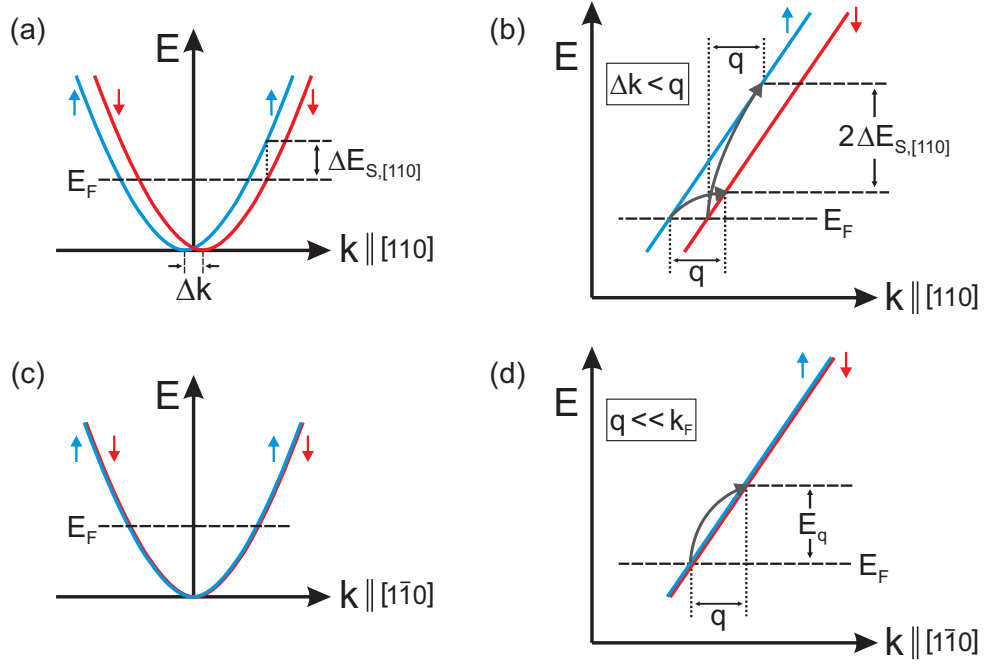 (a)
E
E_F
ΔE_S,[110]
k || [110]
Δk
(b)
E
Δk < q
q
2ΔE_S,[110]
E_F
q
k || [110]
(c)
E
E_F
k || [11̄0]
(d)
E
q << k_F
E_q
E_F
q
k || [11̄0]